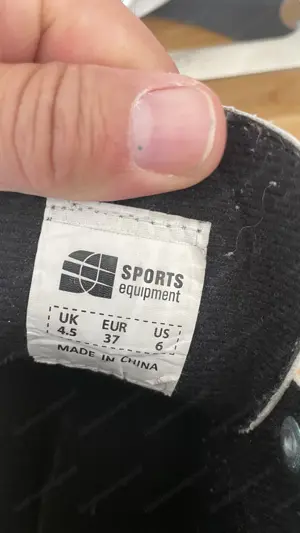 SPORTS
equipment
UK EUR US
4.5 37 6
MADE IN CHINA